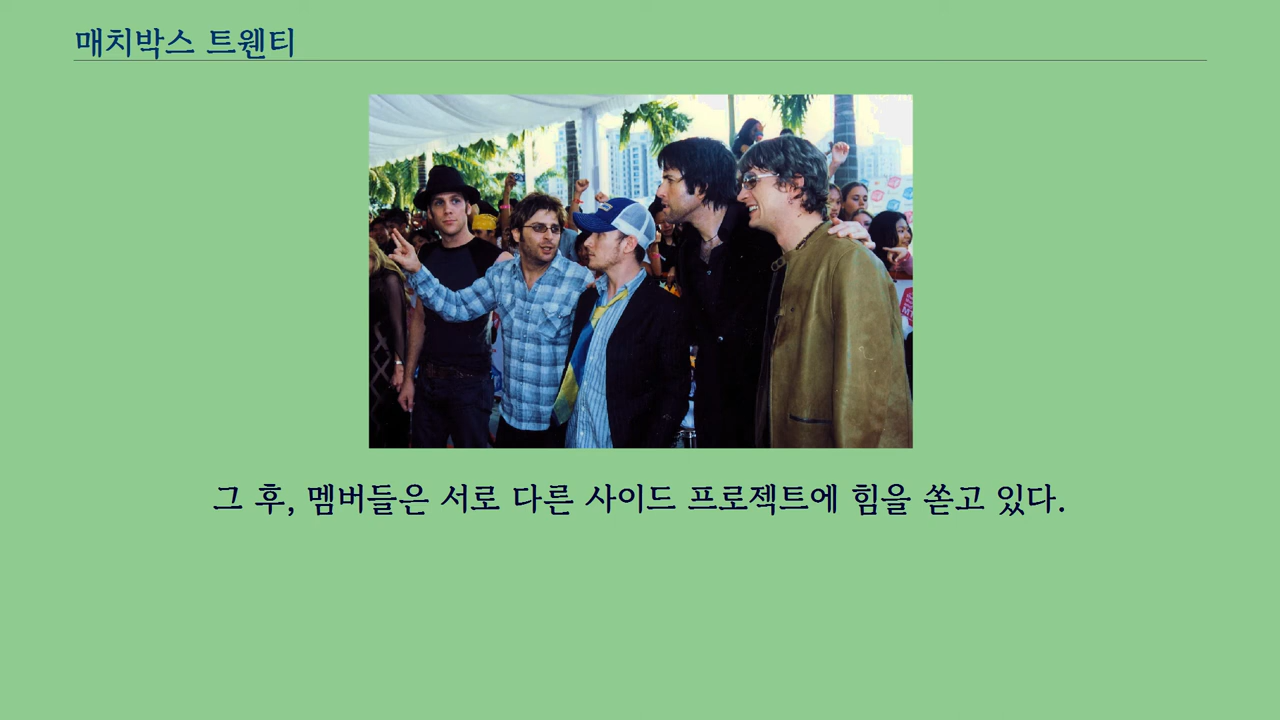 매치박스 트웬티
그 후, 멤버들은 서로 다른 사이드 프로젝트에 힘을 쏟고 있다.